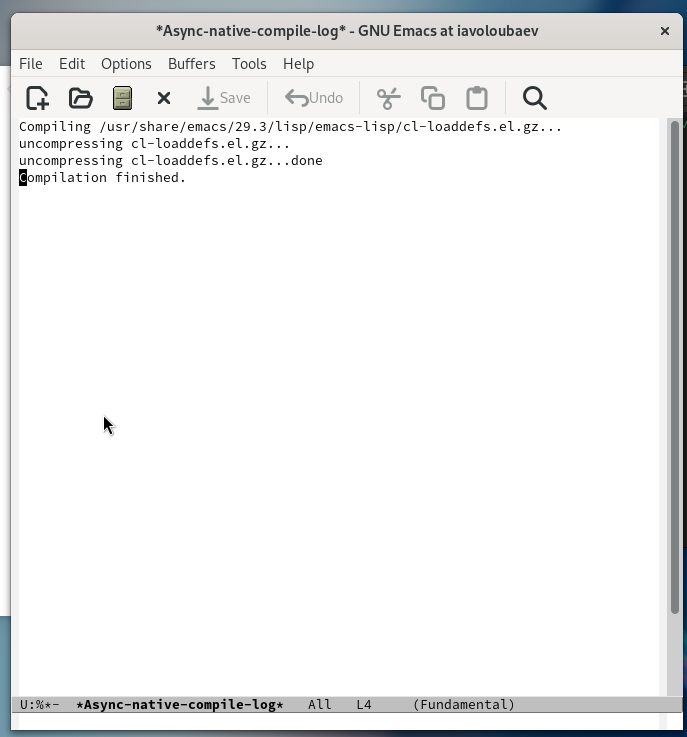 *Async-native-compile-log* - GNU Emacs at iavoloubaev
File Edit Options Buffers Tools Help
Save Undo
Compiling /usr/share/emacs/29.3/lisp/emacs-lisp/cl-loaddefs.el.gz...
uncompressing cl-loaddefs.el.gz...
uncompressing cl-loaddefs.el.gz...done
Compilation finished.
U:%*- *Async-native-compile-log* All L4 (Fundamental)